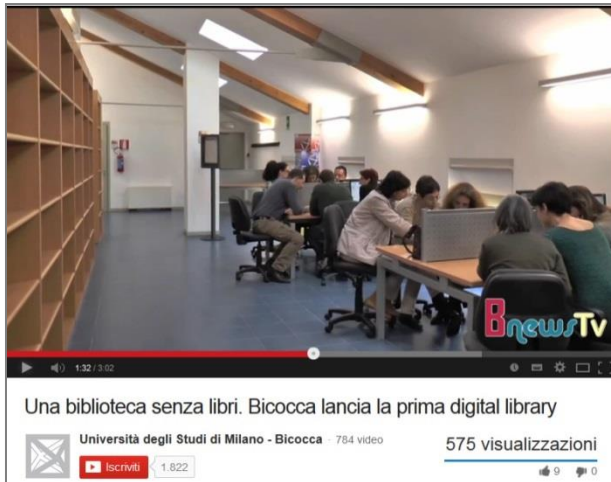 BnewsTv
1:32 / 3:02
Una biblioteca senza libri. Bicocca lancia la prima digital library
Università degli Studi di Milano - Bicocca · 784 video
575 visualizzazioni
Iscriviti 1.822
9 0